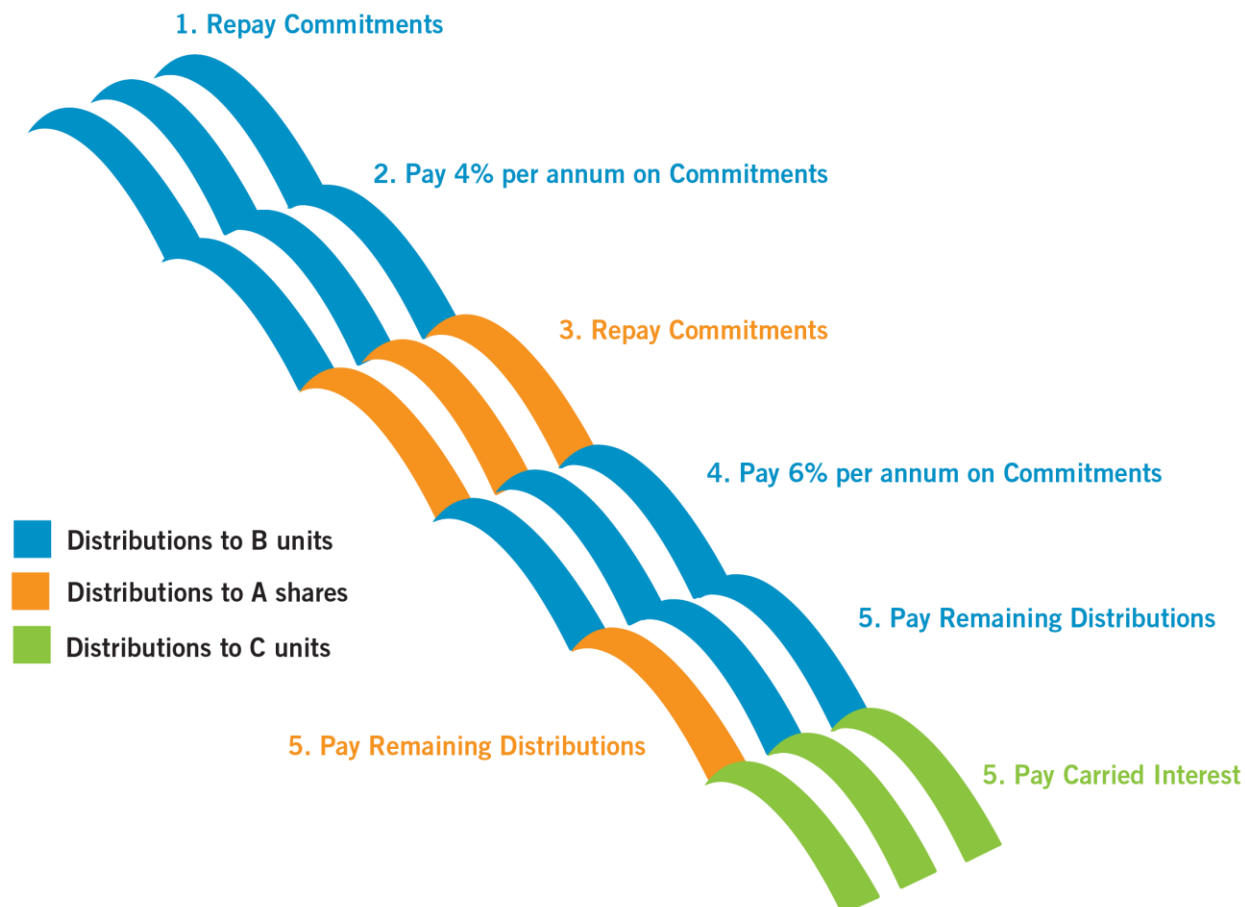 1. Repay Commitments
2. Pay 4% per annum on Commitments
3. Repay Commitments
4. Pay 6% per annum on Commitments
Distributions to B units
Distributions to A shares
Distributions to C units
5. Pay Remaining Distributions
5. Pay Remaining Distributions
5. Pay Carried Interest